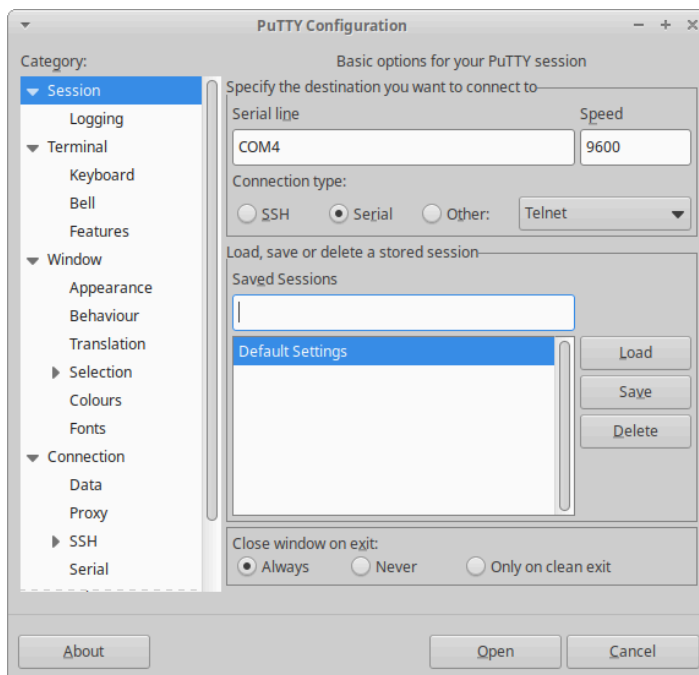 PuTTY Configuration
Category:
Session
Logging
Terminal
Keyboard
Bell
Features
Window
Appearance
Behaviour
Translation
Selection
Colours
Fonts
Connection
Data
Proxy
SSH
Serial
Basic options for your PuTTY session
Specify the destination you want to connect to
Serial line
Speed
COM4
9600
Connection type:
SSH
Serial
Other:
Telnet
Load, save or delete a stored session
Saved Sessions
Default Settings
Load
Save
Delete
Close window on exit:
Always
Never
Only on clean exit
About
Open
Cancel